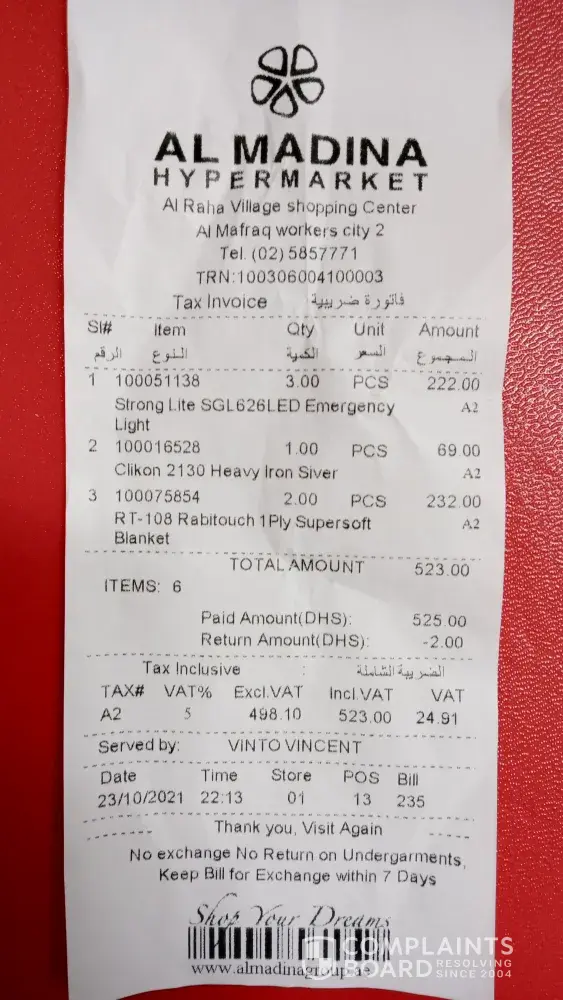 AL MADINA
HYPERMARKET
Al Raha Village shopping Center
Al Mafraq workers city 2
Tel. (02) 5857771
TRN:100306004100003
Tax Invoice فاتورة ضريبية
Sl# Item Qty Unit Amount
الرقم النوع الكمية السعر المجموع
1 100051138 3.00 PCS 222.00
Strong Lite SGL626LED Emergency A2
Light
2 100016528 1.00 PCS 69.00
Clikon 2130 Heavy Iron Siver A2
3 100075854 2.00 PCS 232.00
RT-108 Rabitouch 1Ply Supersoft A2
Blanket
TOTAL AMOUNT 523.00
ITEMS: 6
Paid Amount(DHS): 525.00
Return Amount(DHS): -2.00
Tax Inclusive : الضريبة الشاملة
TAX# VAT% Excl.VAT Incl.VAT VAT
A2 5 498.10 523.00 24.91
Served by: VINTO VINCENT
Date Time Store POS Bill
23/10/2021 22:13 01 13 235
Thank you, Visit Again
No exchange No Return on Undergarments,
Keep Bill for Exchange within 7 Days
Shop Your Dreams
COMPLAINTS
BOARD RESOLVING
SINCE 2004